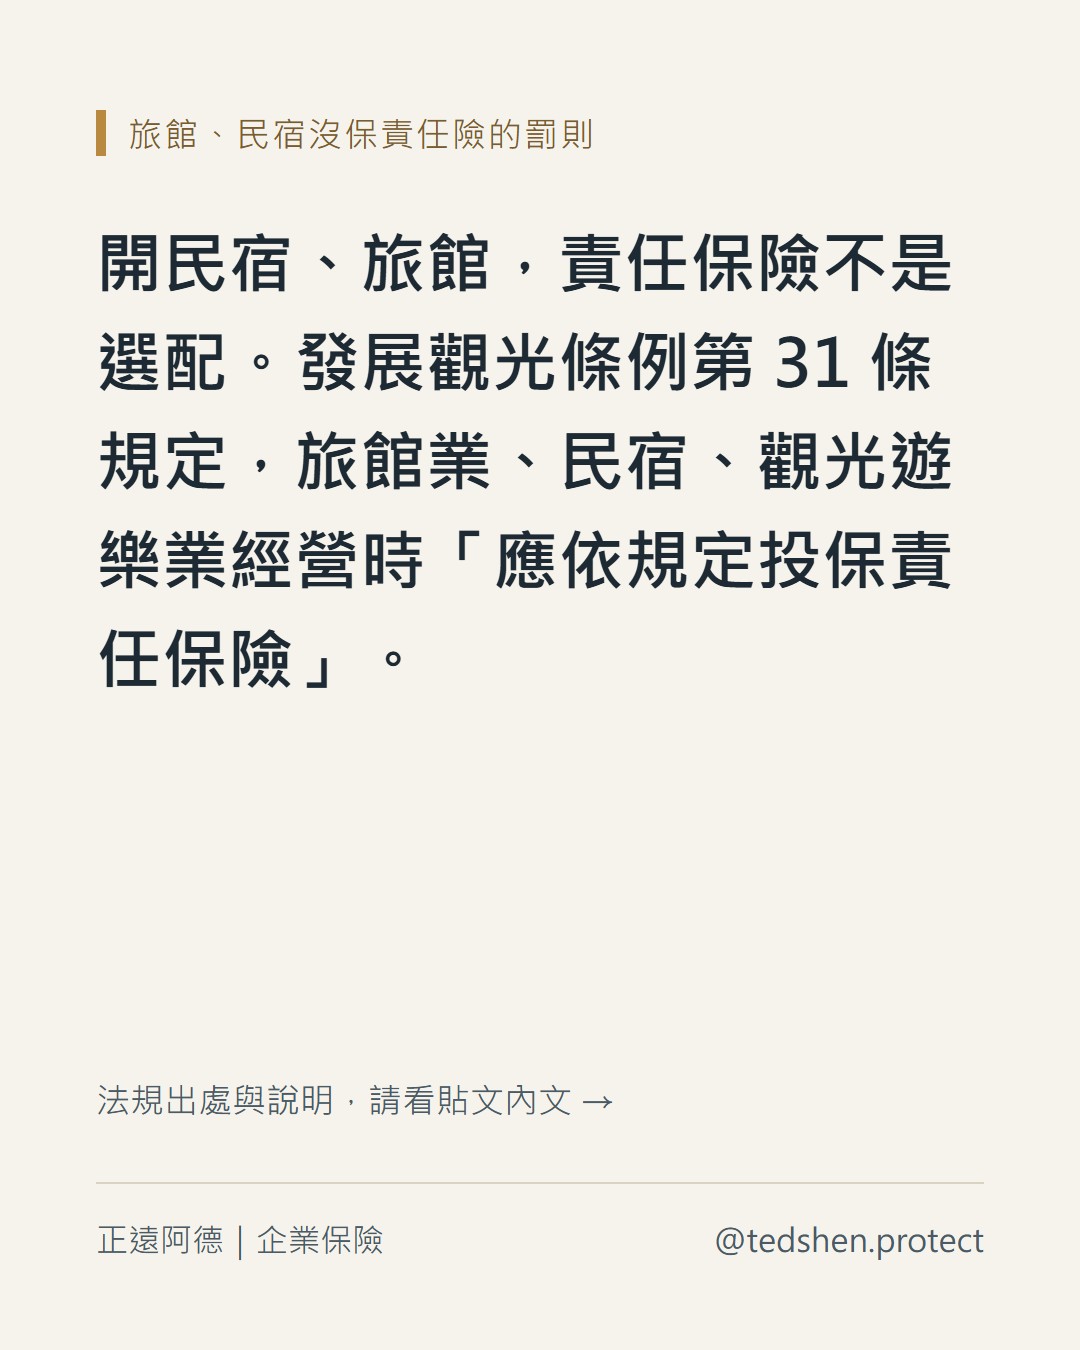 旅館、民宿沒保責任險的罰則
開民宿、旅館，責任保險不是
選配。發展觀光條例第 31 條
規定，旅館業、民宿、觀光遊
樂業經營時「應依規定投保責
任保險」。
法規出處與說明，請看貼文內文 →
正遠阿德｜企業保險
@tedshen.protect